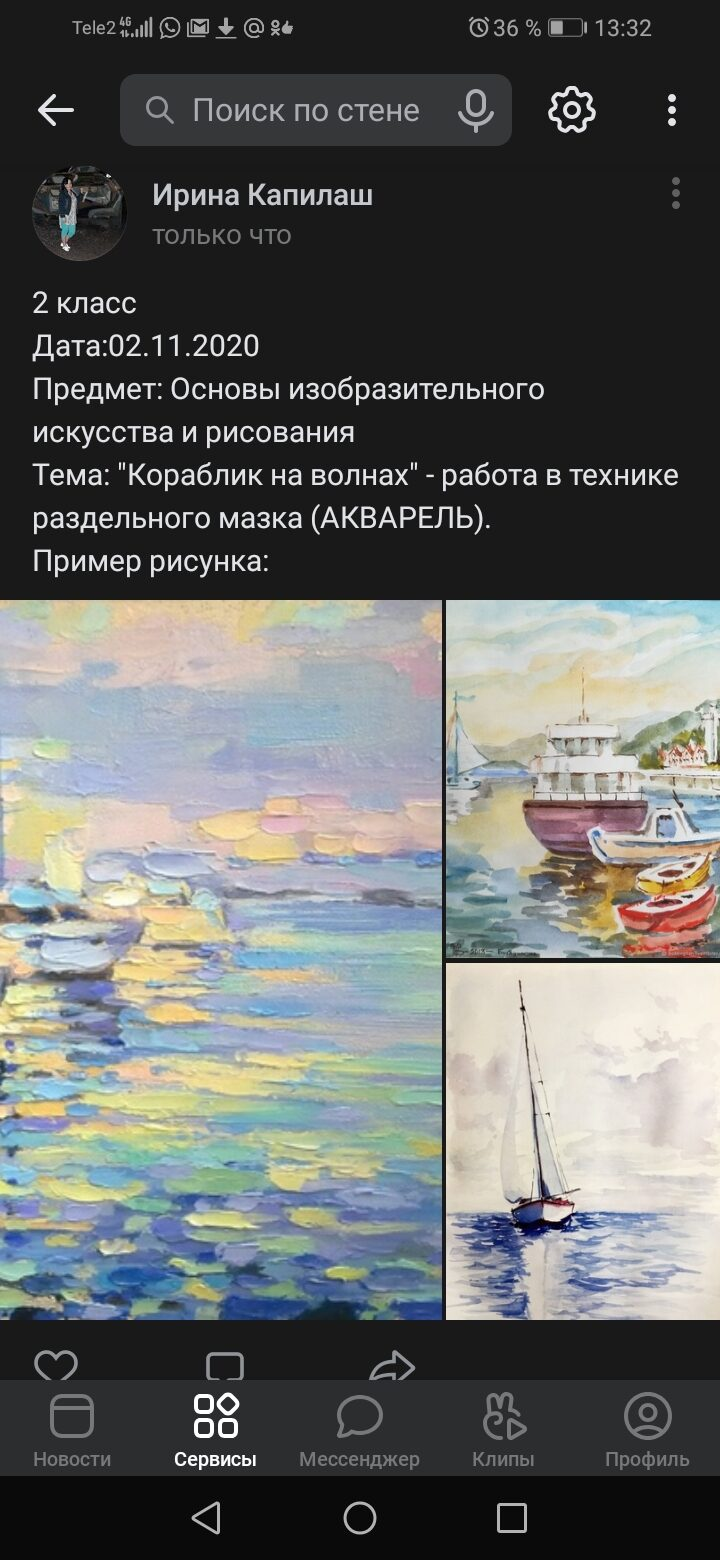 Tele2 4G 36 % 13:32
Поиск по стене
Ирина Капилаш
только что
2 класс
Дата:02.11.2020
Предмет: Основы изобразительного
искусства и рисования
Тема: "Кораблик на волнах" - работа в технике
раздельного мазка (АКВАРЕЛЬ).
Пример рисунка:
Новости
Сервисы
Мессенджер
Клипы
Профиль